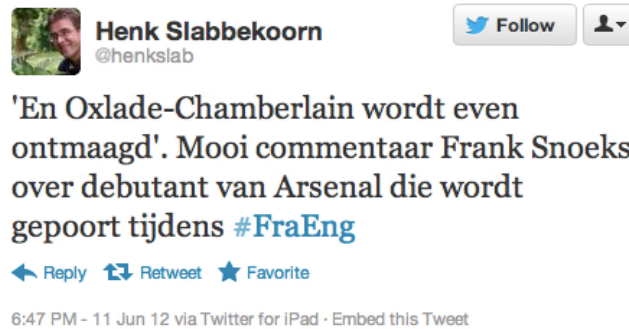 Henk Slabbekoorn
@henkslab
Follow
'En Oxlade-Chamberlain wordt even
ontmaagd'. Mooi commentaar Frank Snoeks
over debutant van Arsenal die wordt
gepoort tijdens #FraEng
Reply Retweet Favorite
6:47 PM - 11 Jun 12 via Twitter for iPad · Embed this Tweet